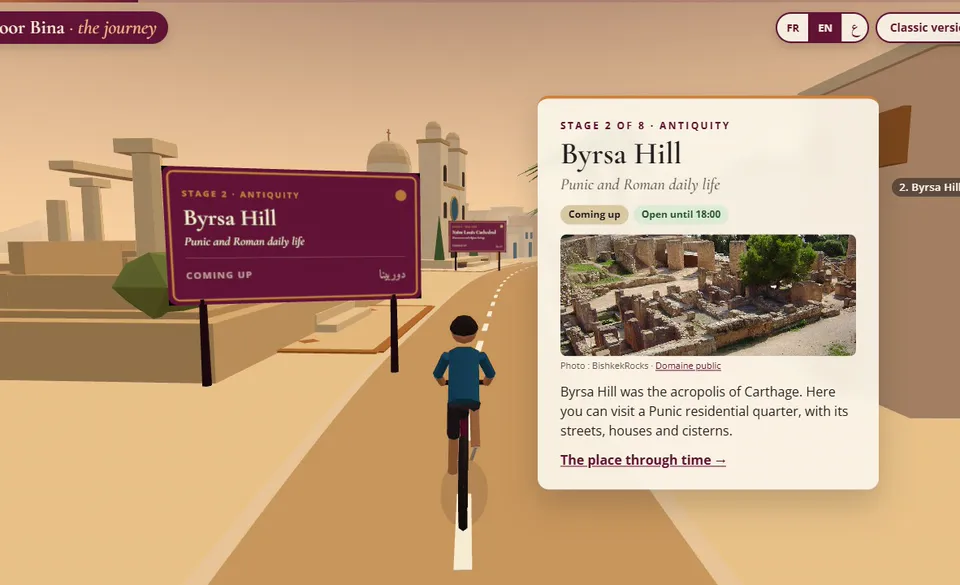 oor Bina · the journey
FR EN ع
Classic versi
STAGE 2 · ANTIQUITY
Byrsa Hill
Punic and Roman daily life
COMING UP
دور بينا
STAGE 2 OF 8 · ANTIQUITY
Byrsa Hill
Punic and Roman daily life
Coming up
Open until 18:00
Photo : BishkekRocks · Domaine public
Byrsa Hill was the acropolis of Carthage. Here
you can visit a Punic residential quarter, with its
streets, houses and cisterns.
The place through time →
2. Byrsa Hill